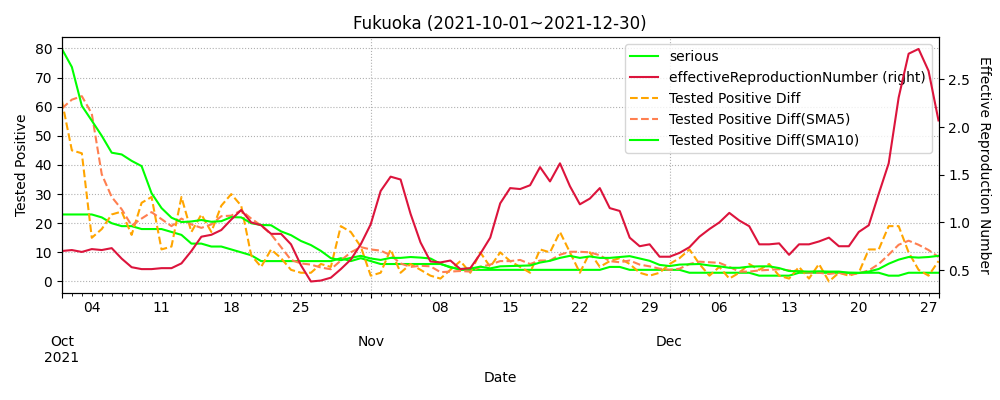 Fukuoka (2021-10-01~2021-12-30)
serious
effectiveReproductionNumber (right)
Tested Positive Diff
Tested Positive Diff(SMA5)
Tested Positive Diff(SMA10)
Tested Positive
80
70
60
50
40
30
20
10
0
Effective Reproduction Number
2.5
2.0
1.5
1.0
0.5
04 11 18 25 08 15 22 29 06 13 20 27
Oct Nov Dec
2021
Date